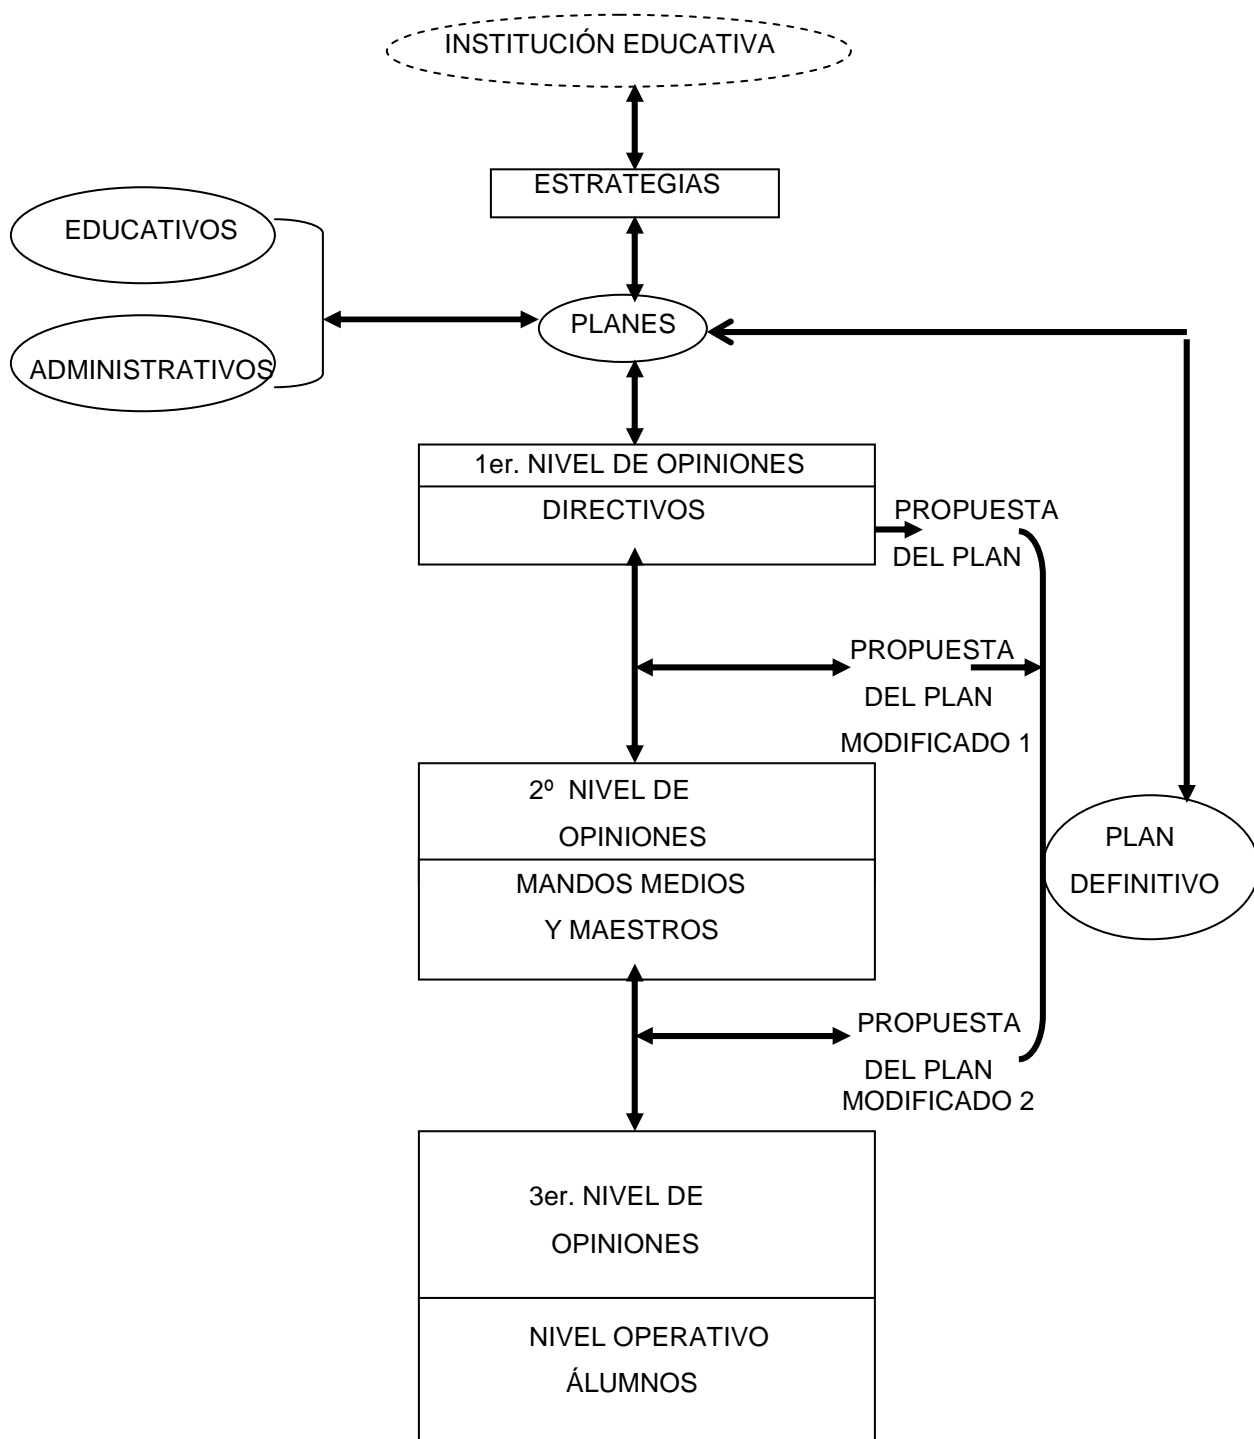 INSTITUCIÓN EDUCATIVA
ESTRATEGIAS
EDUCATIVOS
ADMINISTRATIVOS
PLANES
1er. NIVEL DE OPINIONES
DIRECTIVOS
PROPUESTA
DEL PLAN
PROPUESTA
DEL PLAN
MODIFICADO 1
2º NIVEL DE
OPINIONES
MANDOS MEDIOS
Y MAESTROS
PLAN
DEFINITIVO
PROPUESTA
DEL PLAN
MODIFICADO 2
3er. NIVEL DE
OPINIONES
NIVEL OPERATIVO
ÁLUMNOS